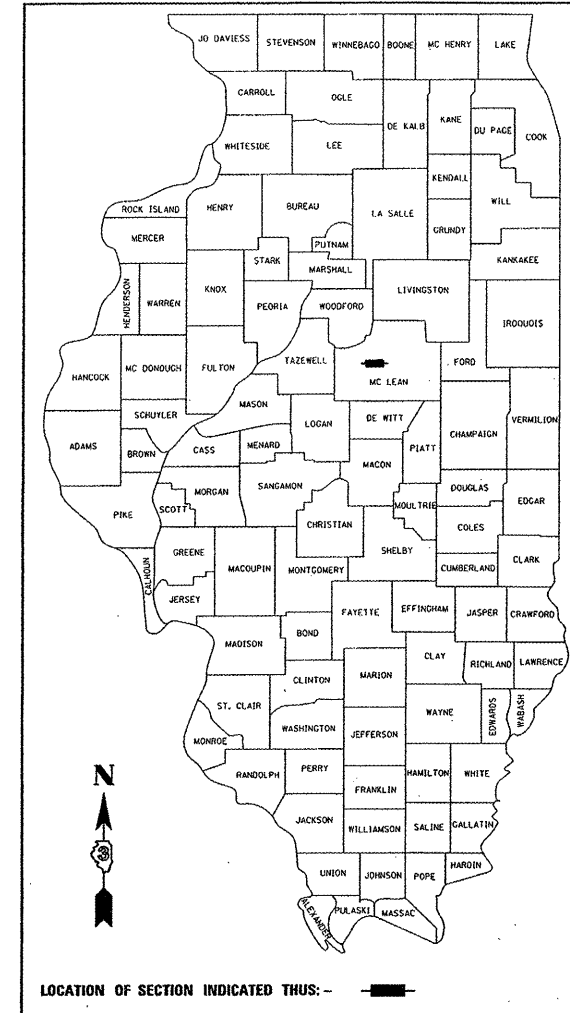 JO DAVIESS STEVENSON WINNEBAGO BOONE MC HENRY LAKE
CARROLL OGLE DE KALB KANE DU PAGE COOK
WHITESIDE LEE
KENDALL WILL
ROCK ISLAND HENRY BUREAU LA SALLE GRUNDY
MERCER PUTNAM
STARK MARSHALL KANKAKEE
HENDERSON WARREN KNOX PEORIA WOODFORD LIVINGSTON IROQUOIS
HANCOCK MC DONOUGH FULTON TAZEWELL MC LEAN FORD
SCHUYLER MASON LOGAN DE WITT VERMILION
ADAMS BROWN CASS MENARD MACON PIATT CHAMPAIGN
PIKE SCOTT MORGAN SANGAMON MOULTRIE DOUGLAS EDGAR
CHRISTIAN COLES
CALHOUN GREENE MACOUPIN MONTGOMERY SHELBY CUMBERLAND CLARK
JERSEY FAYETTE EFFINGHAM JASPER CRAWFORD
MADISON BOND
CLAY RICHLAND LAWRENCE
CLINTON MARION
ST. CLAIR WAYNE EDWARDS WABASH
MONROE WASHINGTON JEFFERSON
RANDOLPH PERRY HAMILTON WHITE
N FRANKLIN
JACKSON WILLIAMSON SALINE GALLATIN
UNION JOHNSON POPE HARDIN
ALEXANDER PULASKI MASSAC
LOCATION OF SECTION INDICATED THUS: –